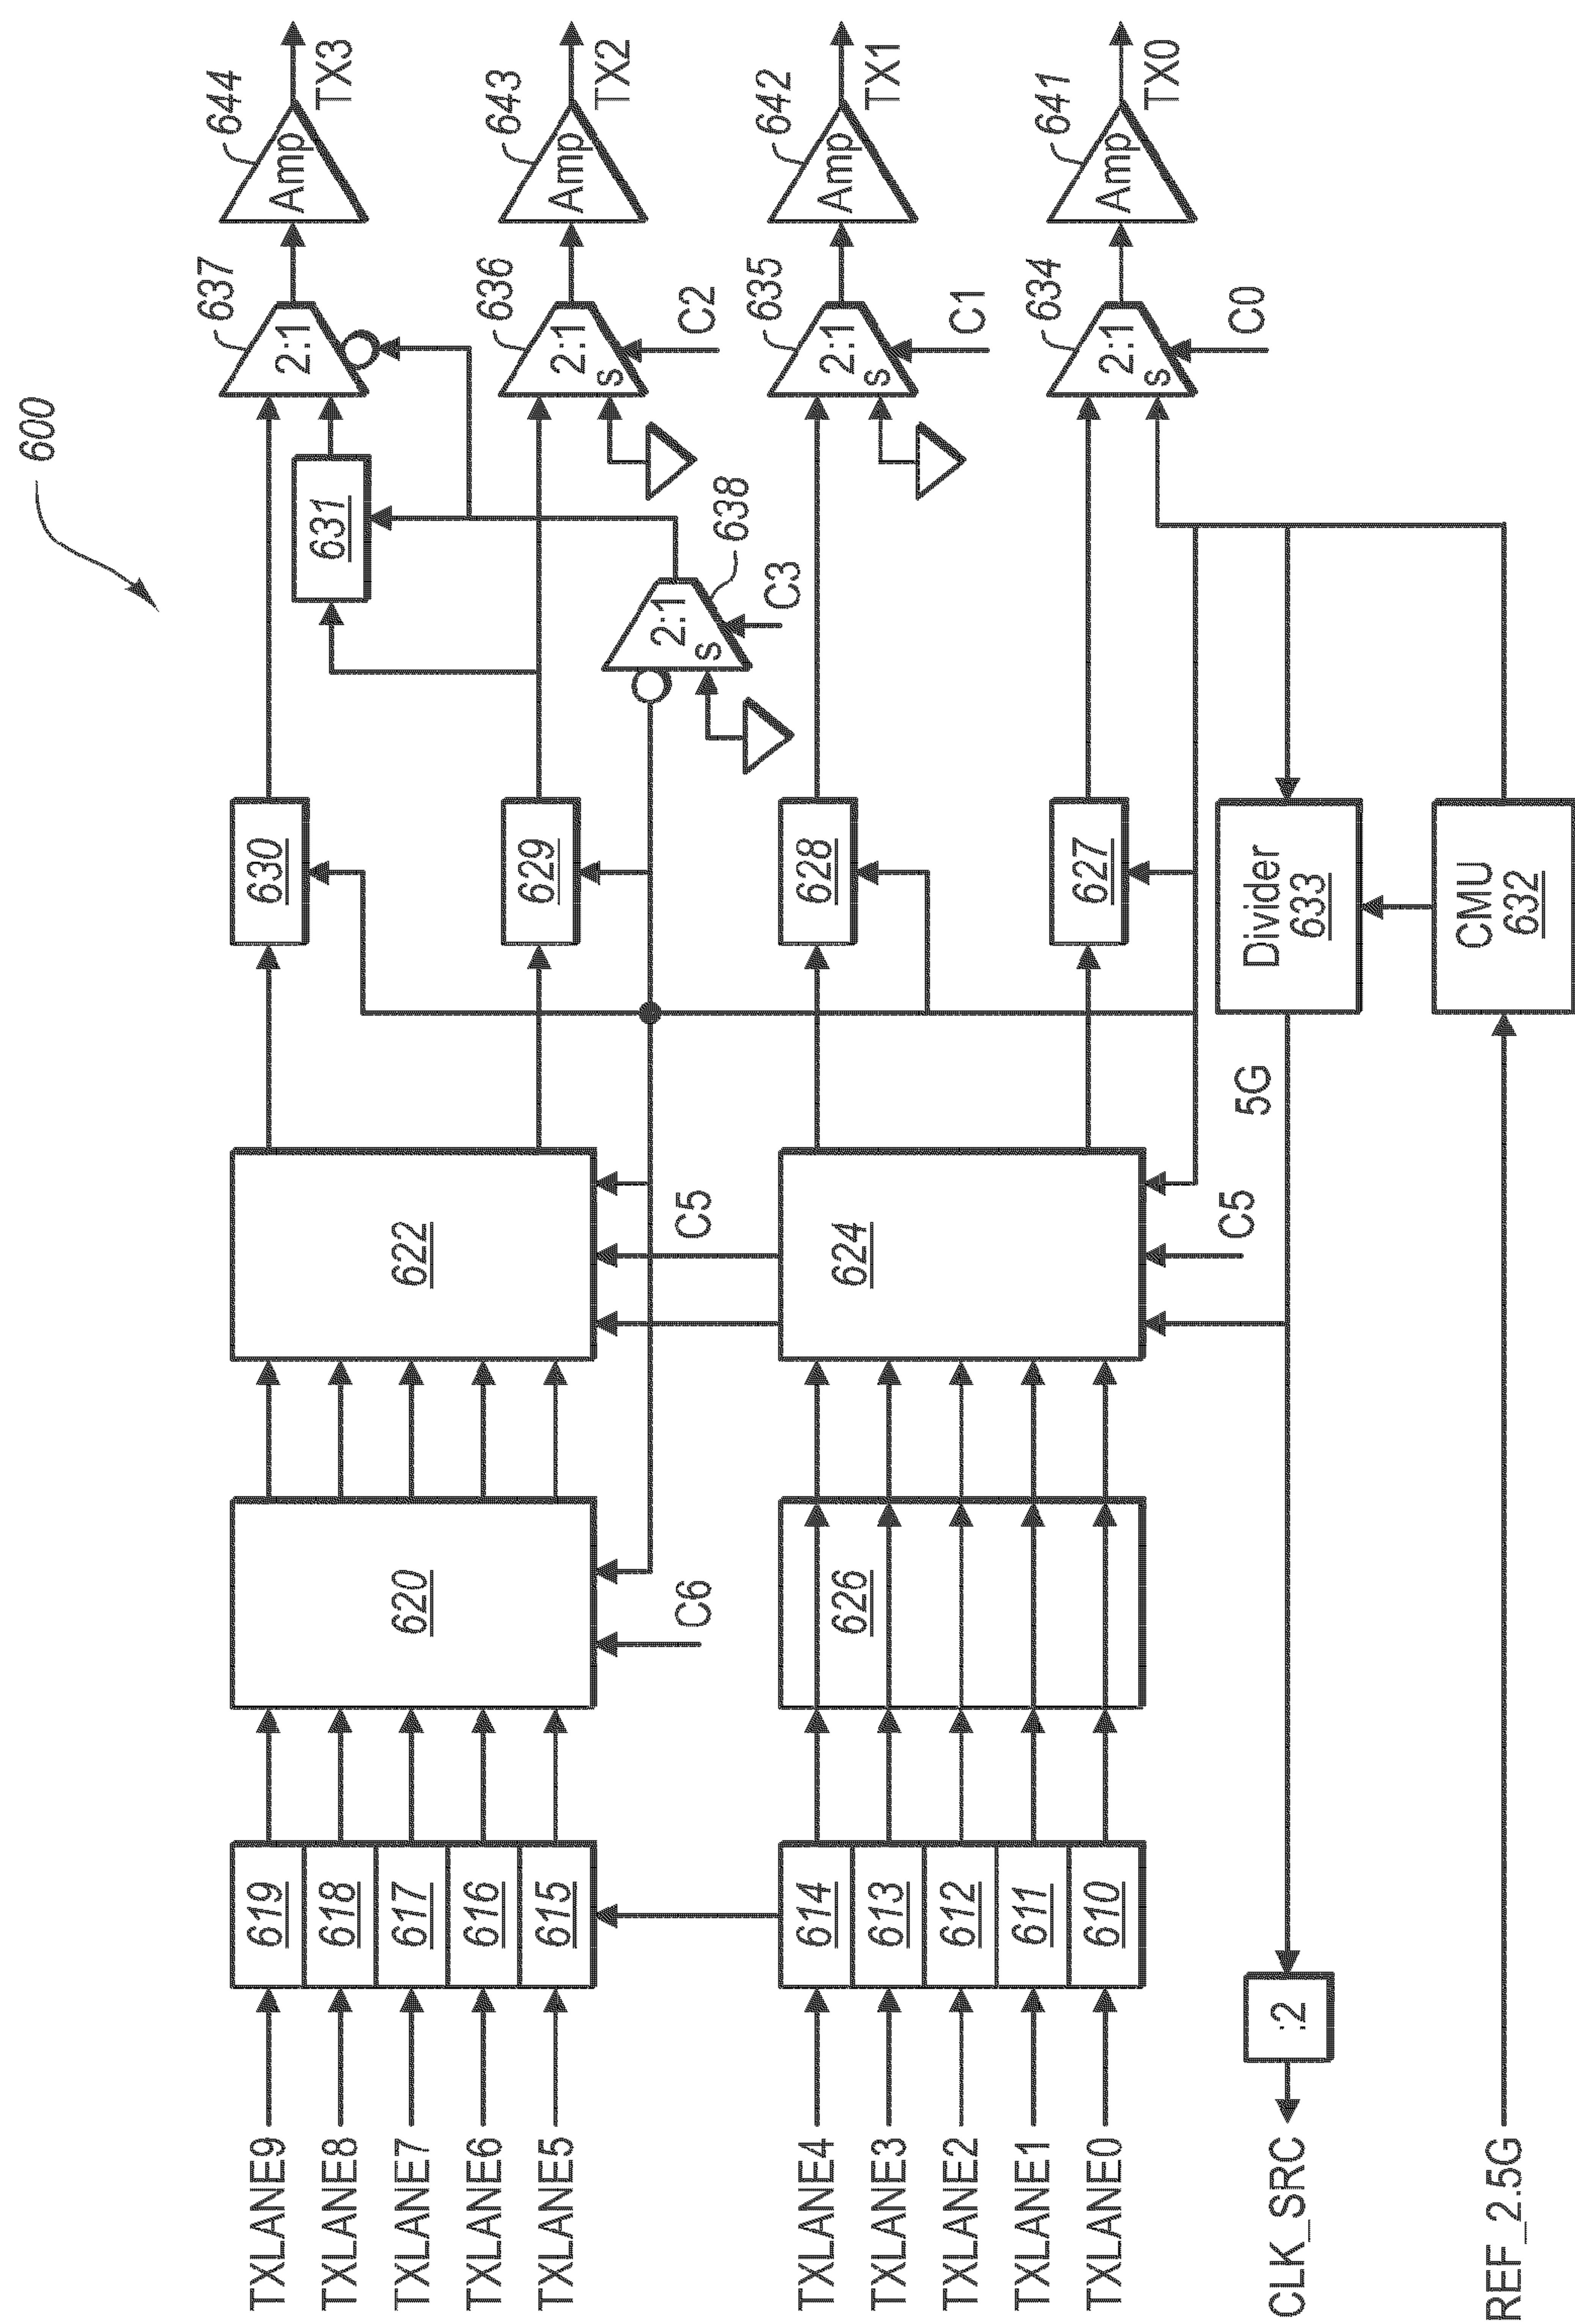 600
644
TX3
Amp
637
2:1
643
TX2
Amp
636
2:1
s
C2
642
TX1
Amp
635
2:1
s
C1
641
TX0
Amp
634
2:1
s
C0
631
638
2:1
s
C3
630
629
628
627
Divider
633
CMU
632
622
C5
624
C5
5G
620
C6
626
619
618
617
616
615
614
613
612
611
610
:2
TXLANE9
TXLANE8
TXLANE7
TXLANE6
TXLANE5
TXLANE4
TXLANE3
TXLANE2
TXLANE1
TXLANE0
CLK_SRC
REF_2.5G